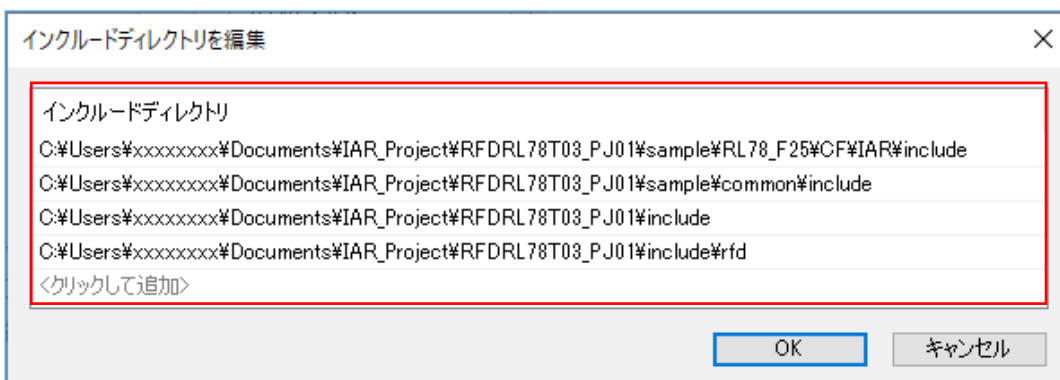 インクルードディレクトリを編集
インクルードディレクトリ
C:¥Users¥xxxxxxxx¥Documents¥IAR_Project¥RFDRL78T03_PJ01¥sample¥RL78_F25¥CF¥IAR¥include
C:¥Users¥xxxxxxxx¥Documents¥IAR_Project¥RFDRL78T03_PJ01¥sample¥common¥include
C:¥Users¥xxxxxxxx¥Documents¥IAR_Project¥RFDRL78T03_PJ01¥include
C:¥Users¥xxxxxxxx¥Documents¥IAR_Project¥RFDRL78T03_PJ01¥include¥rfd
<クリックして追加>
OK キャンセル